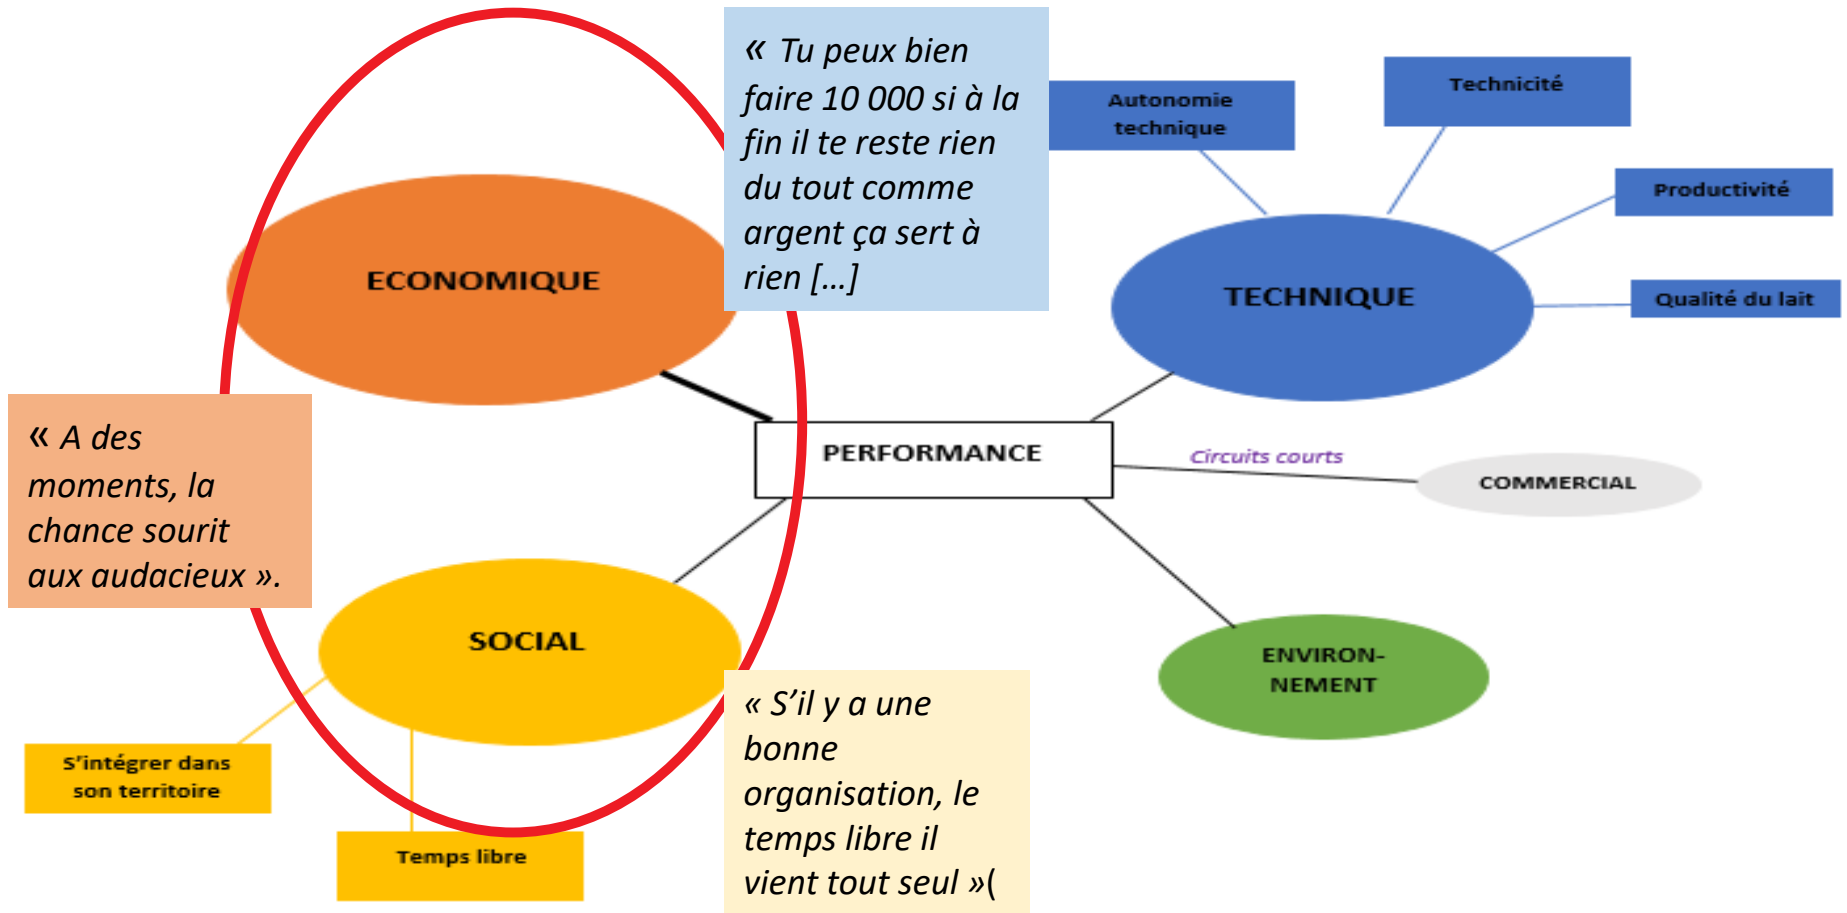 « Tu peux bien
faire 10 000 si à la
fin il te reste rien
du tout comme
argent ça sert à
rien […]
Autonomie
technique
Technicité
Productivité
Qualité du lait
ECONOMIQUE
TECHNIQUE
« A des
moments, la
chance sourit
aux audacieux ».
PERFORMANCE
Circuits courts
COMMERCIAL
SOCIAL
ENVIRON-
NEMENT
S'intégrer dans
son territoire
Temps libre
« S’il y a une
bonne
organisation, le
temps libre il
vient tout seul »(